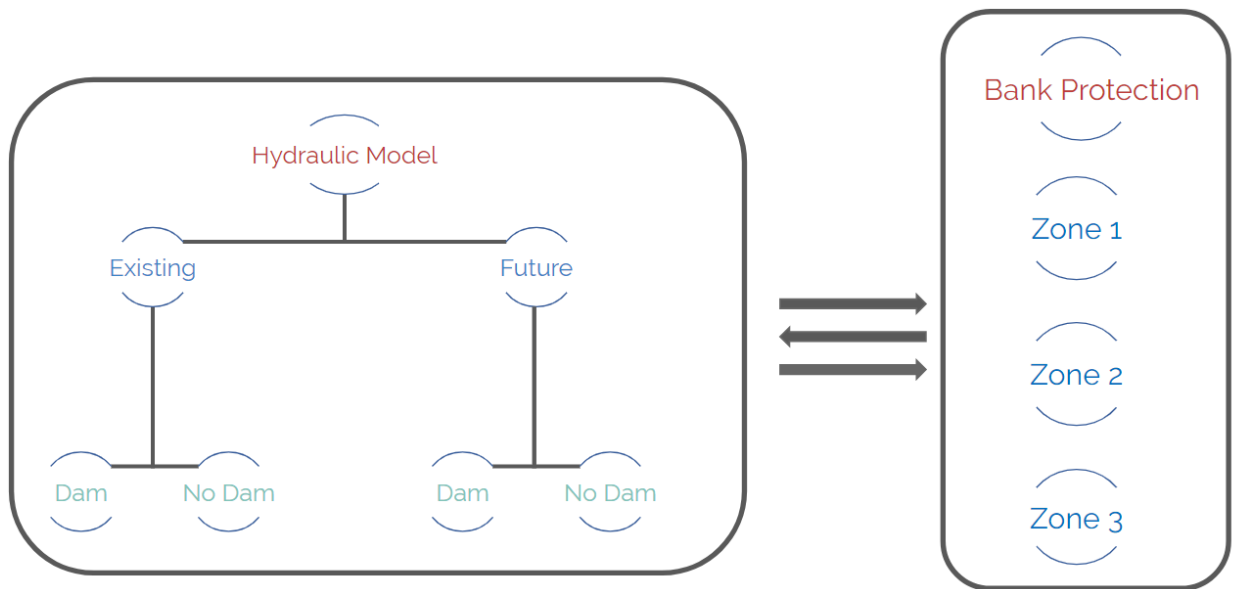 Hydraulic Model
Existing
Future
Dam
No Dam
Dam
No Dam
Bank Protection
Zone 1
Zone 2
Zone 3